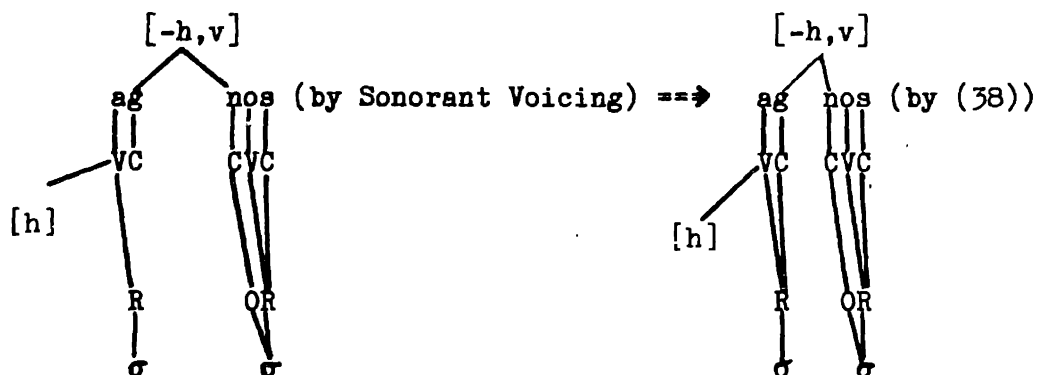 [-h,v] [-h,v]
ag nos (by Sonorant Voicing) ==> ag nos (by (38))
VC CVC VC CVC
[h] [h]
R OR R OR
σ σ σ σ